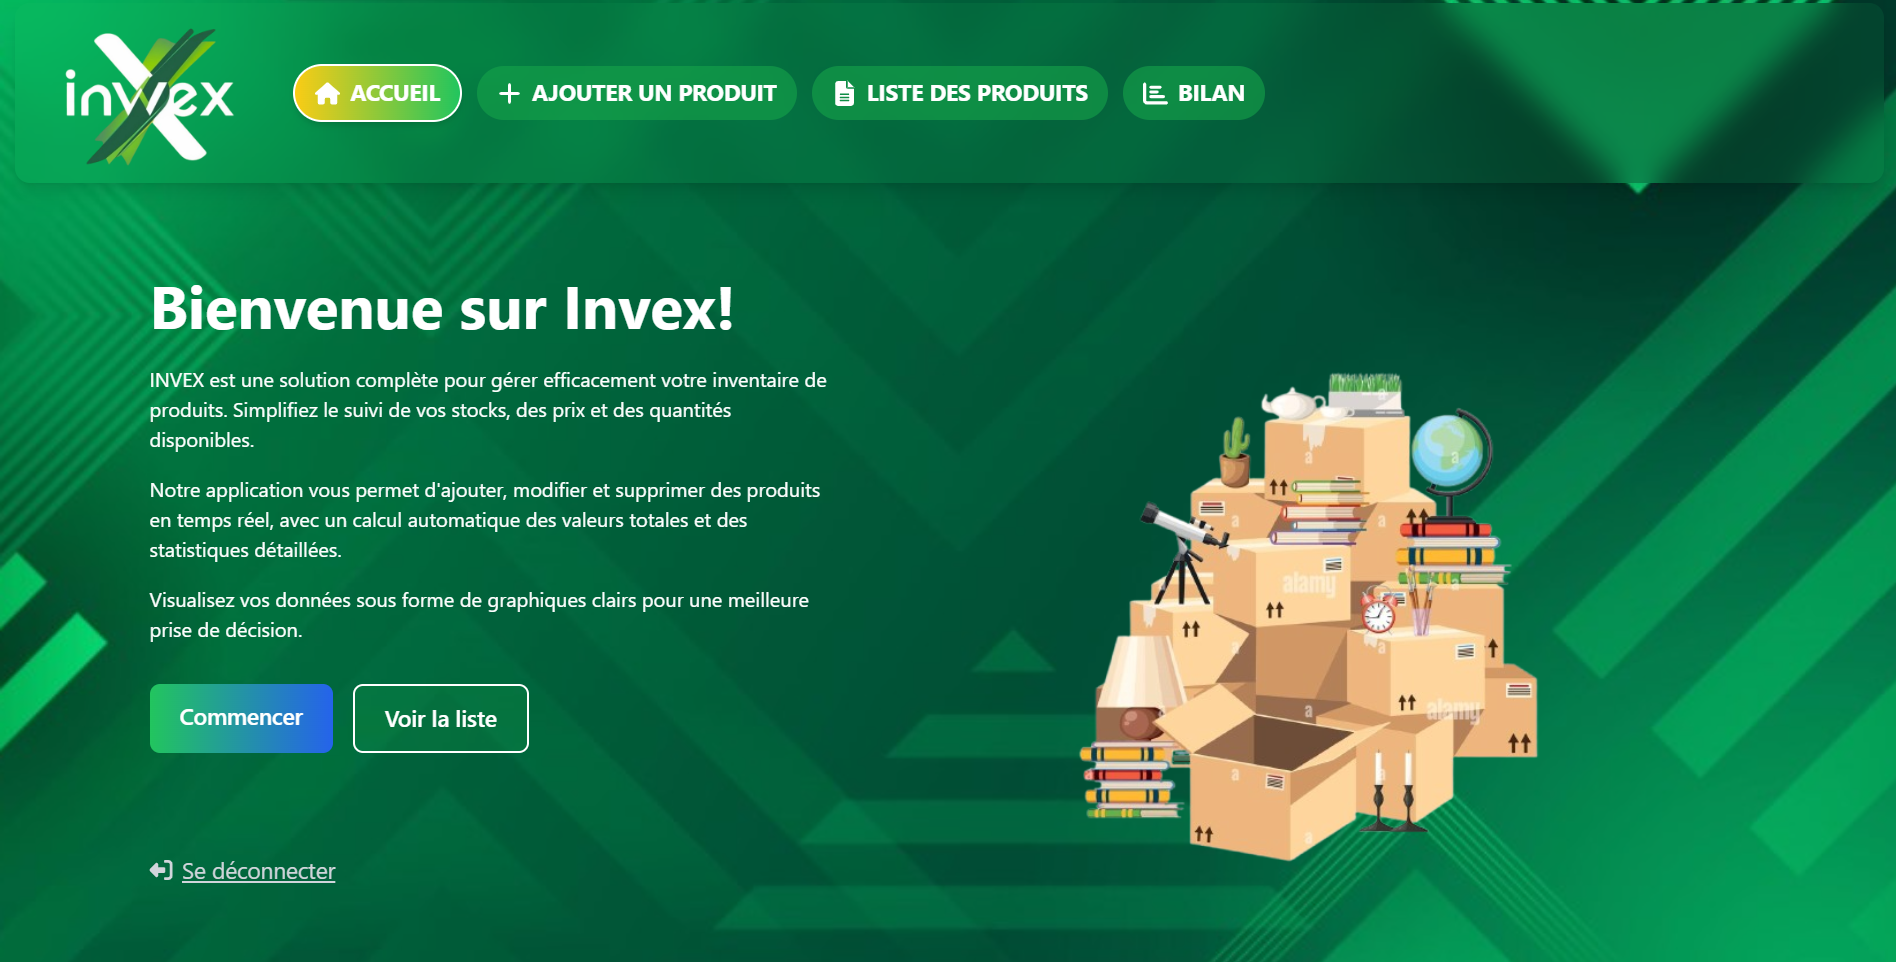 invex
ACCUEIL
AJOUTER UN PRODUIT
LISTE DES PRODUITS
BILAN
Bienvenue sur Invex!
INVEX est une solution complète pour gérer efficacement votre inventaire de
produits. Simplifiez le suivi de vos stocks, des prix et des quantités
disponibles.
Notre application vous permet d'ajouter, modifier et supprimer des produits
en temps réel, avec un calcul automatique des valeurs totales et des
statistiques détaillées.
Visualisez vos données sous forme de graphiques clairs pour une meilleure
prise de décision.
Commencer
Voir la liste
Se déconnecter
a
a
a
a
a
alamy
a
a
a
alamy
a
a
a
a